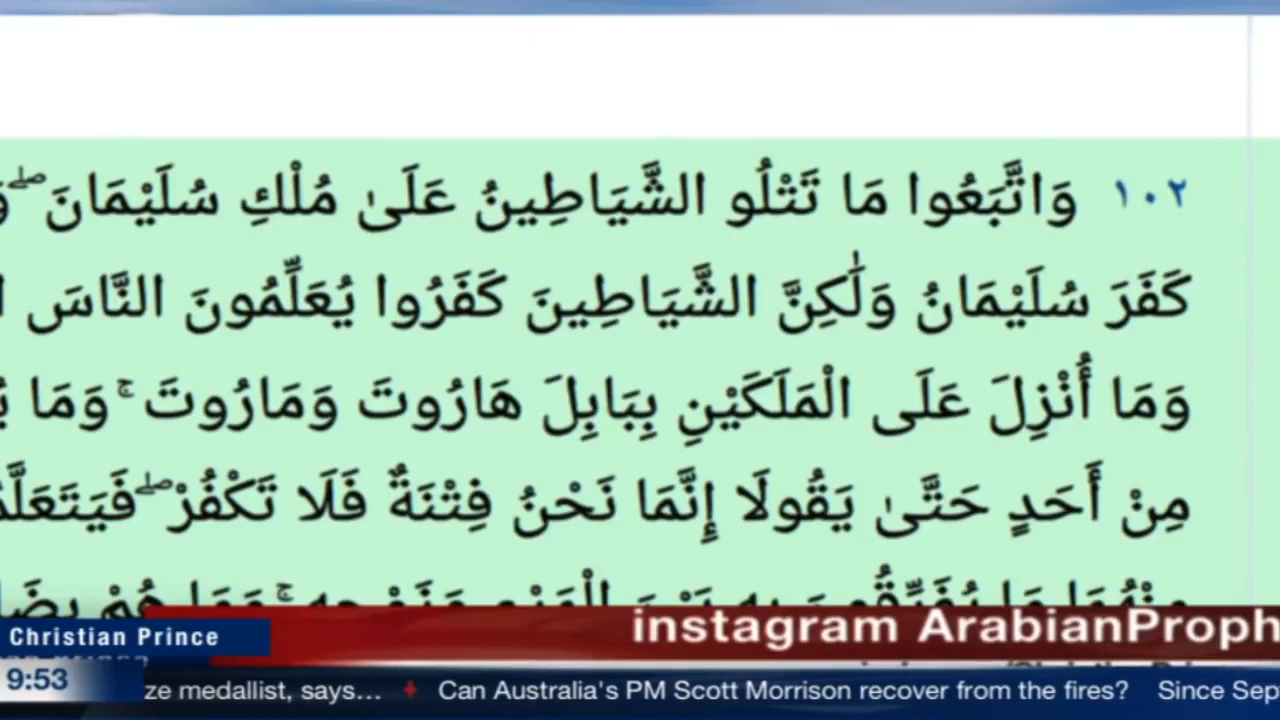 ١٠٢ وَاتَّبَعُوا مَا تَتْلُو الشَّيَاطِينُ عَلَىٰ مُلْكِ سُلَيْمَانَ ۖ
كَفَرَ سُلَيْمَانُ وَلَٰكِنَّ الشَّيَاطِينَ كَفَرُوا يُعَلِّمُونَ النَّاسَ
وَمَا أُنْزِلَ عَلَى الْمَلَكَيْنِ بِبَابِلَ هَارُوتَ وَمَارُوتَ ۚ وَمَا
مِنْ أَحَدٍ حَتَّىٰ يَقُولَا إِنَّمَا نَحْنُ فِتْنَةٌ فَلَا تَكْفُرْ ۖ
instagram ArabianProph
Christian Prince
9:53
ze medallist, says... Can Australia's PM Scott Morrison recover from the fires? Since Sep